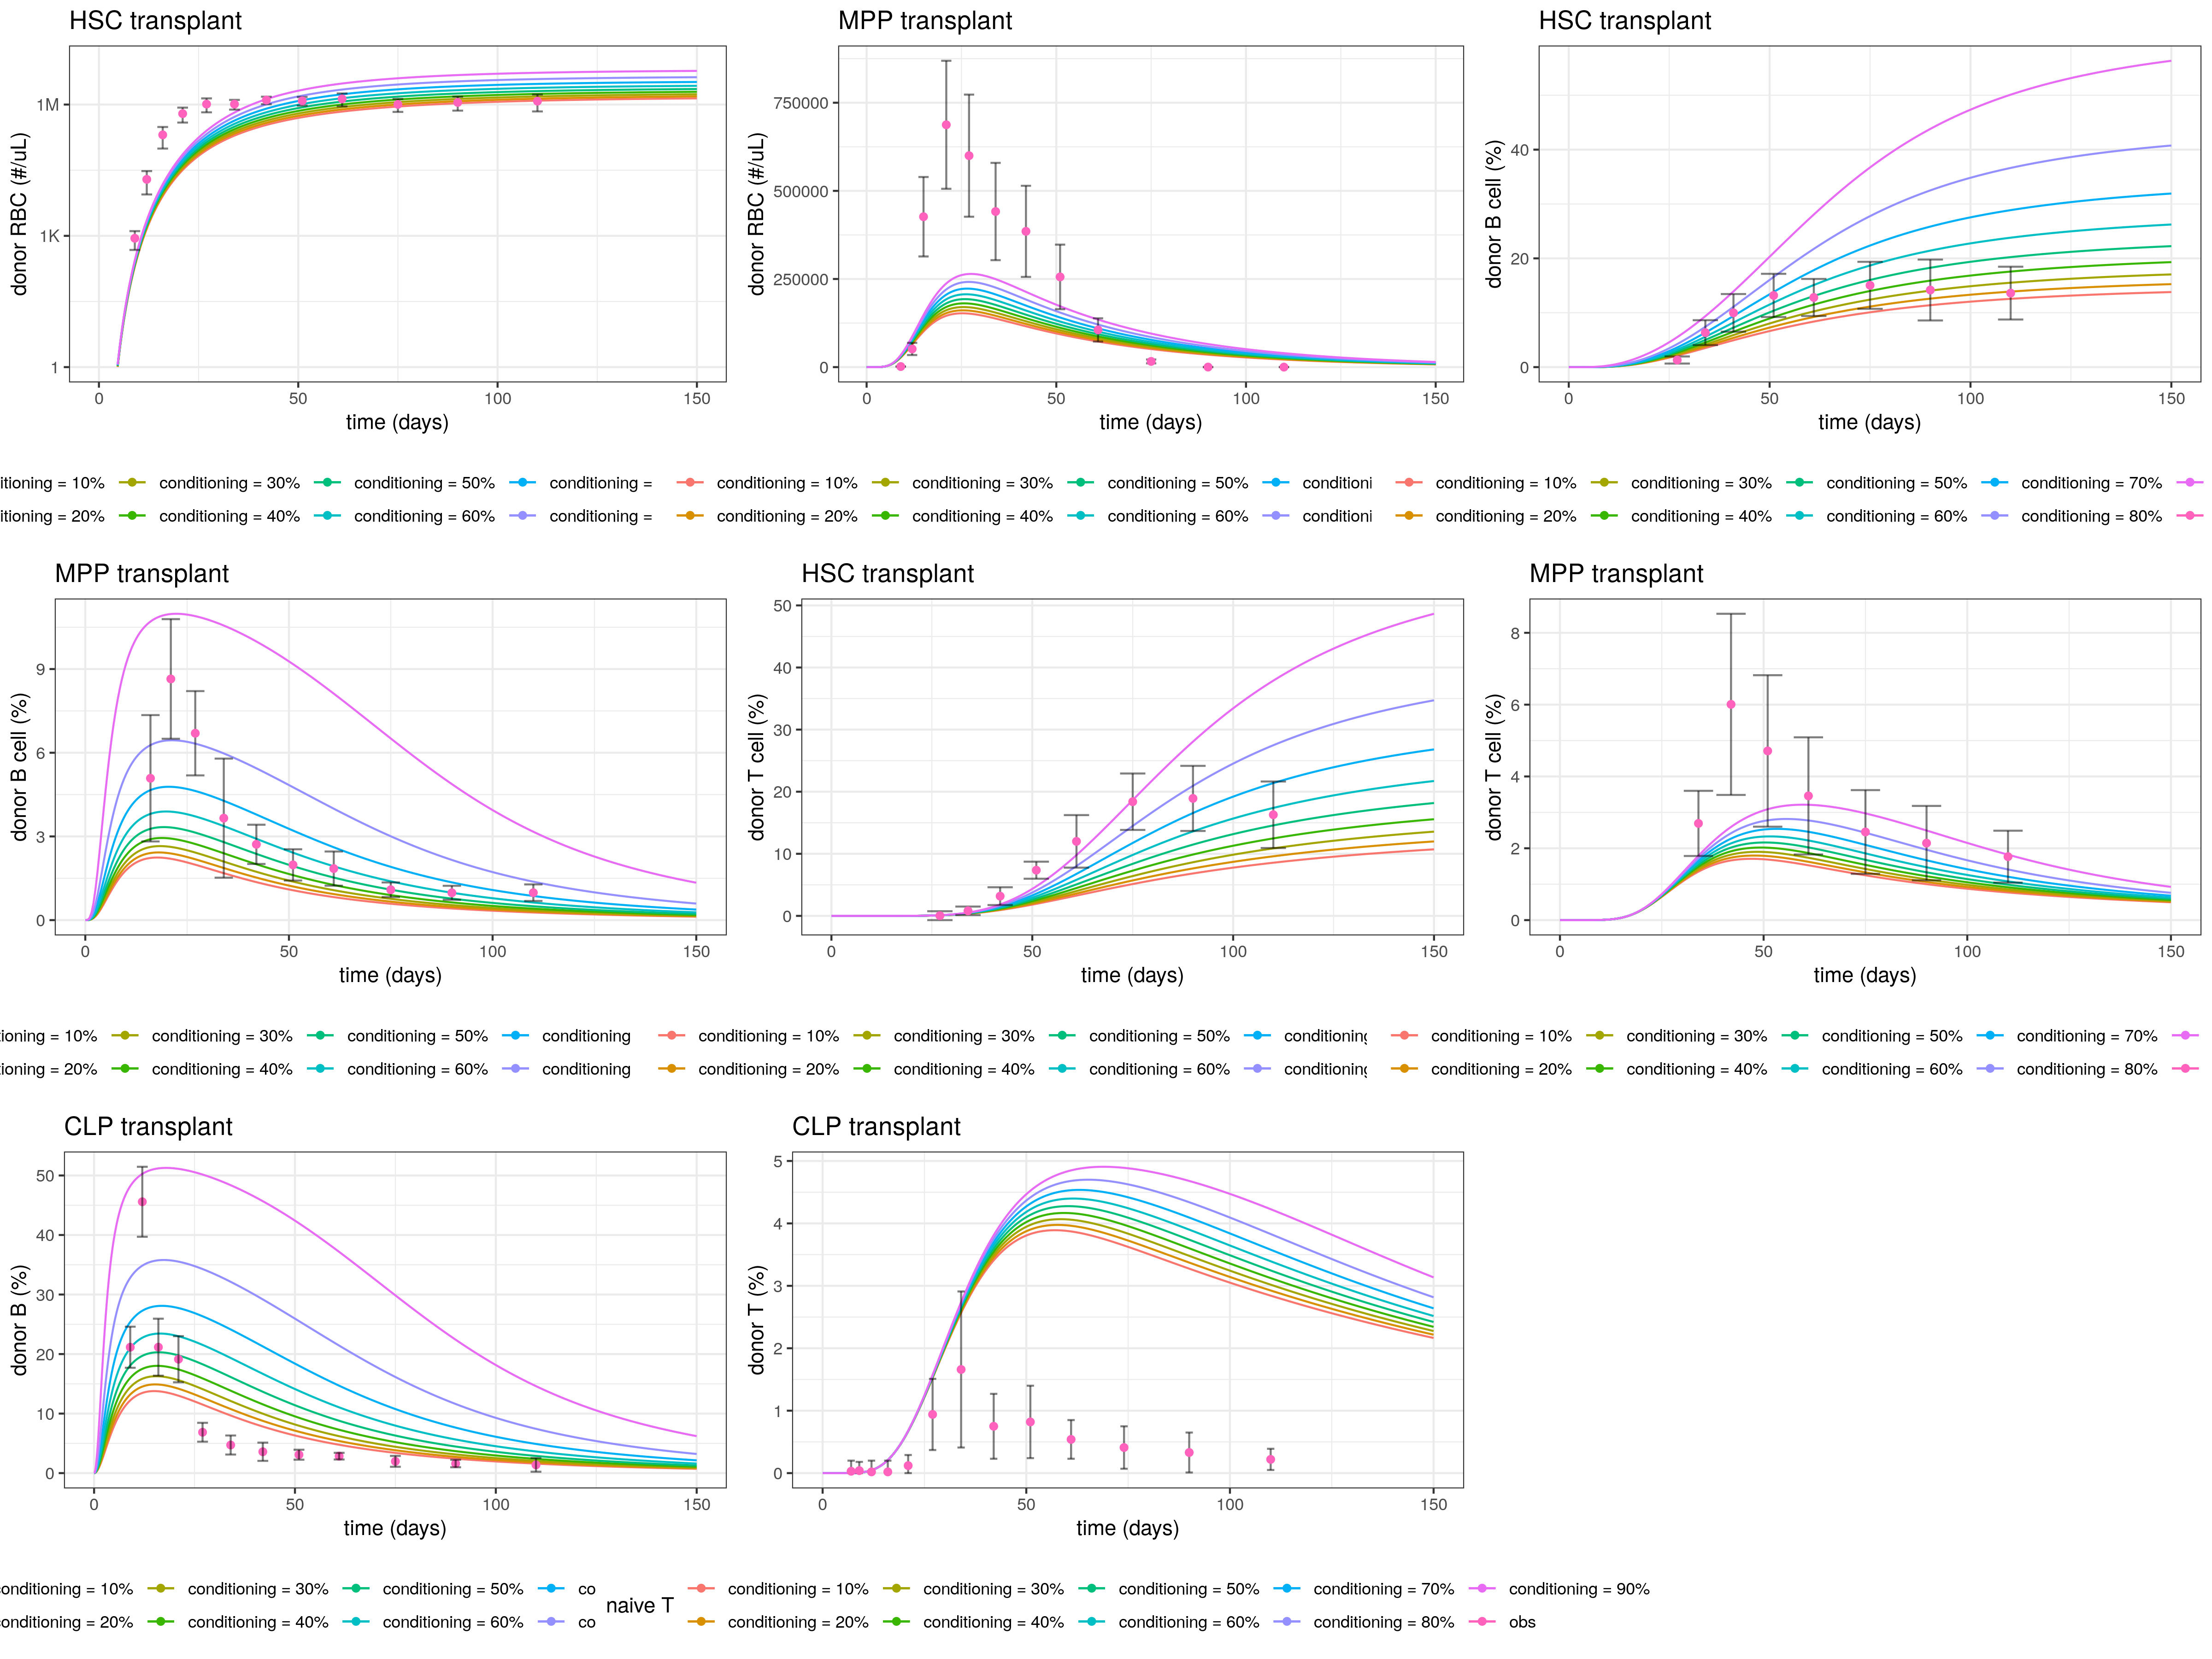 HSC transplant
donor RBC (#/uL)
1M
1K
1
0 50 100 150
time (days)
MPP transplant
donor RBC (#/uL)
750000
500000
250000
0
0 50 100 150
time (days)
HSC transplant
donor B cell (%)
40
20
0
0 50 100 150
time (days)
itioning = 10% conditioning = 30% conditioning = 50% conditioning =
itioning = 20% conditioning = 40% conditioning = 60% conditioning =
conditioning = 10% conditioning = 30% conditioning = 50% conditioni
conditioning = 20% conditioning = 40% conditioning = 60% conditioni
conditioning = 10% conditioning = 30% conditioning = 50% conditioning = 70%
conditioning = 20% conditioning = 40% conditioning = 60% conditioning = 80%
MPP transplant
donor B cell (%)
9
6
3
0
0 50 100 150
time (days)
HSC transplant
donor T cell (%)
50
40
30
20
10
0
0 50 100 150
time (days)
MPP transplant
donor T cell (%)
8
6
4
2
0
0 50 100 150
time (days)
tioning = 10% conditioning = 30% conditioning = 50% conditioning
tioning = 20% conditioning = 40% conditioning = 60% conditioning
conditioning = 10% conditioning = 30% conditioning = 50% conditioning
conditioning = 20% conditioning = 40% conditioning = 60% conditioning
conditioning = 10% conditioning = 30% conditioning = 50% conditioning = 70%
conditioning = 20% conditioning = 40% conditioning = 60% conditioning = 80%
CLP transplant
donor B (%)
50
40
30
20
10
0
0 50 100 150
time (days)
CLP transplant
donor T (%)
5
4
3
2
1
0
0 50 100 150
time (days)
conditioning = 10% conditioning = 30% conditioning = 50% co
conditioning = 20% conditioning = 40% conditioning = 60% co
naive T
conditioning = 10% conditioning = 30% conditioning = 50% conditioning = 70% conditioning = 90%
conditioning = 20% conditioning = 40% conditioning = 60% conditioning = 80% obs